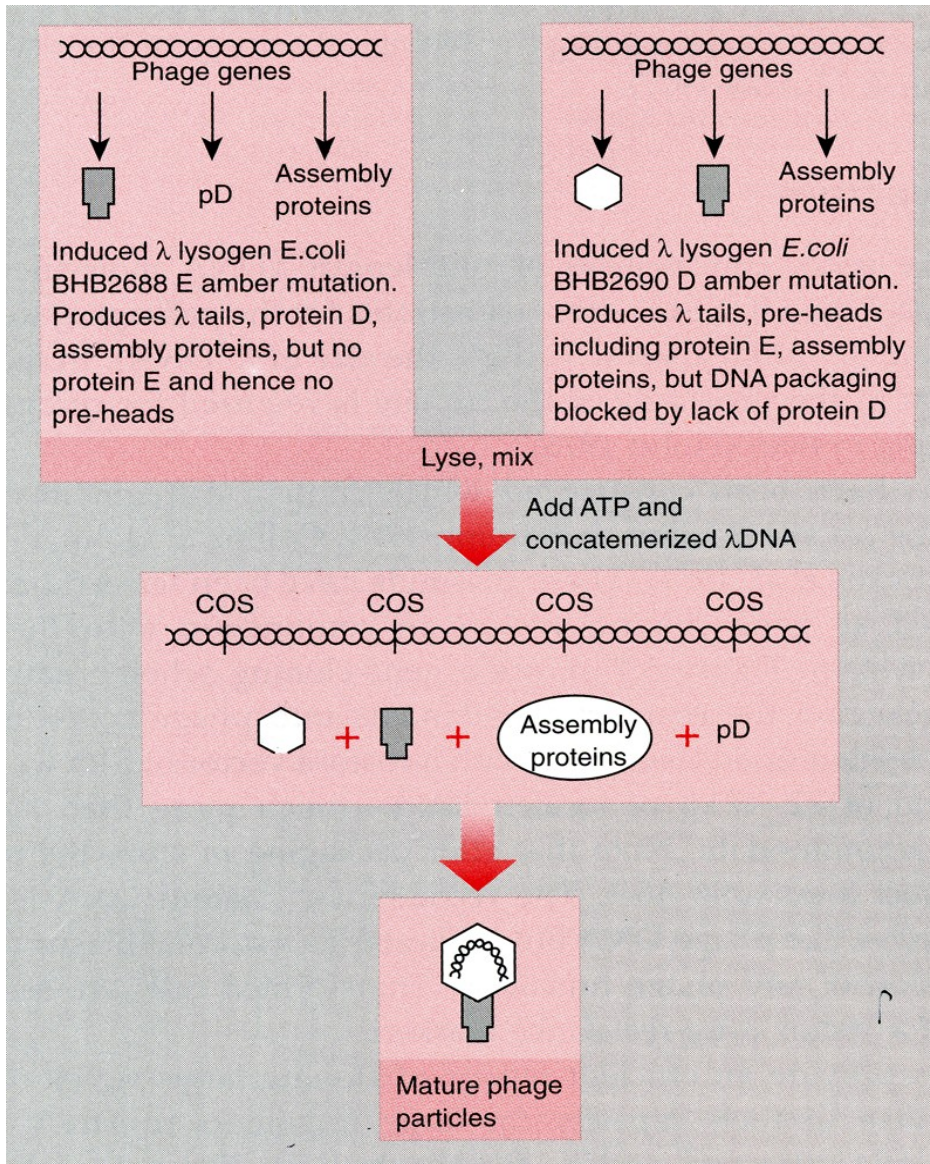 Phage genes
pD
Assembly
proteins
Induced λ lysogen E.coli
BHB2688 E amber mutation.
Produces λ tails, protein D,
assembly proteins, but no
protein E and hence no
pre-heads
Phage genes
Assembly
proteins
Induced λ lysogen E.coli
BHB2690 D amber mutation.
Produces λ tails, pre-heads
including protein E, assembly
proteins, but DNA packaging
blocked by lack of protein D
Lyse, mix
Add ATP and
concatemerized λDNA
COS COS COS COS
+ + Assembly
proteins + pD
Mature phage
particles